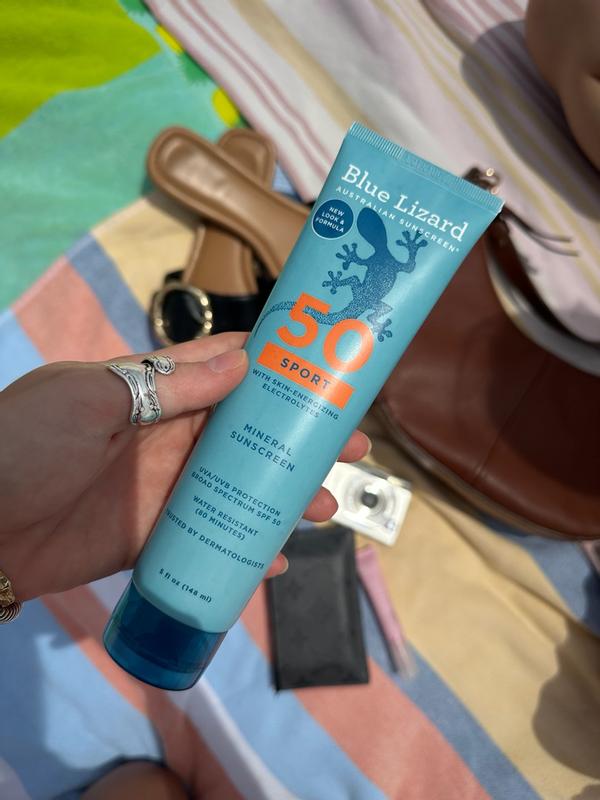 Blue Lizard
AUSTRALIAN SUNSCREEN®
NEW
LOOK &
FORMULA
50
SPORT
WITH SKIN-ENERGIZING
ELECTROLYTES
MINERAL
SUNSCREEN
UVA/UVB PROTECTION
BROAD SPECTRUM SPF 50
WATER RESISTANT
(80 MINUTES)
TRUSTED BY DERMATOLOGISTS
5 fl oz (148 ml)